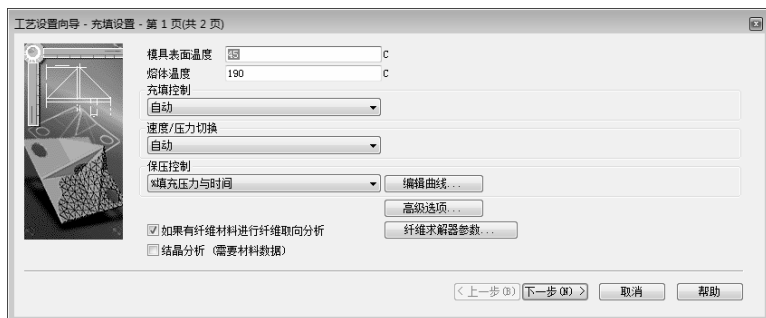 工艺设置向导 - 充填设置 - 第 1 页(共 2 页)
模具表面温度 45 C
熔体温度 190 C
充填控制
自动
速度/压力切换
自动
保压控制
%填充压力与时间 编辑曲线...
高级选项...
如果有纤维材料进行纤维取向分析 纤维求解器参数...
结晶分析 (需要材料数据)
< 上一步(B) 下一步(N) > 取消 帮助